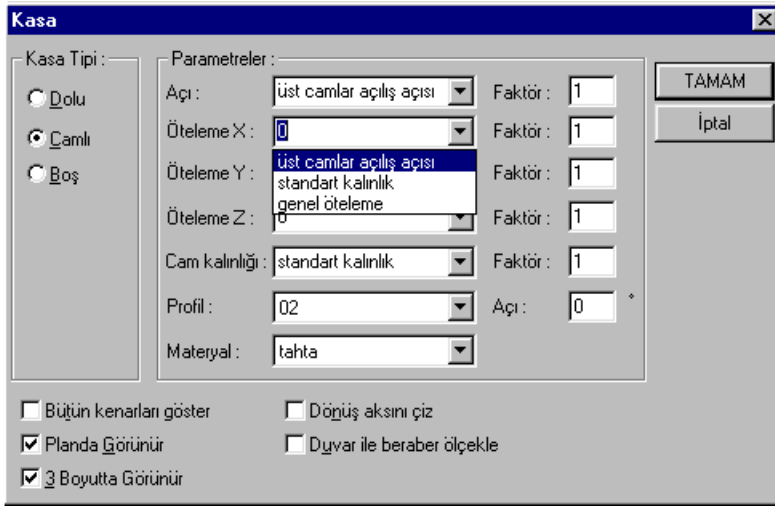 Kasa
Kasa Tipi :
Dolu
Camlı
Boş
Parametreler :
Açı : üst camlar açılış açısı Faktör : 1
Öteleme X : 0 Faktör : 1
üst camlar açılış açısı
standart kalınlık
genel öteleme
Öteleme Y : Faktör : 1
Öteleme Z : 0 Faktör : 1
Cam kalınlığı : standart kalınlık Faktör : 1
Profil : 02 Açı : 0 °
Materyal : tahta
TAMAM
İptal
Bütün kenarları göster
Dönüş aksını çiz
Planda Görünür
Duvar ile beraber ölçekle
3 Boyutta Görünür